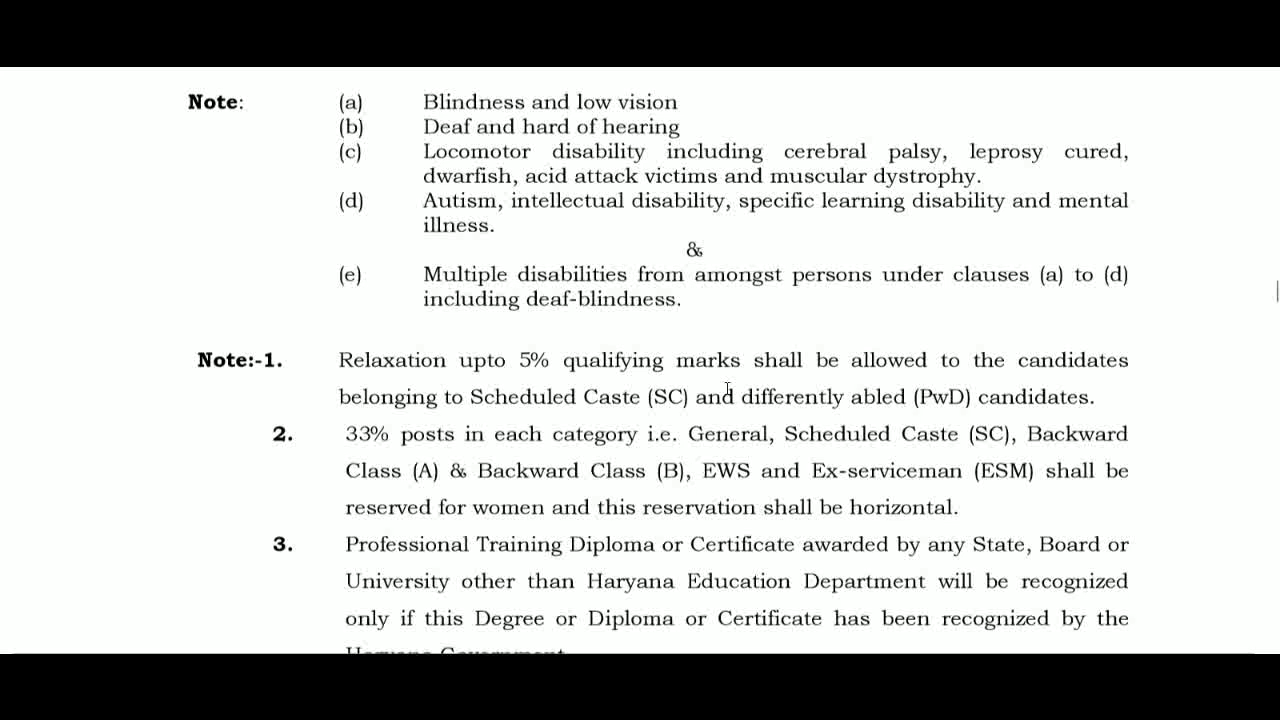 Note: (a) Blindness and low vision
(b) Deaf and hard of hearing
(c) Locomotor disability including cerebral palsy, leprosy cured,
dwarfish, acid attack victims and muscular dystrophy.
(d) Autism, intellectual disability, specific learning disability and mental
illness.
&
(e) Multiple disabilities from amongst persons under clauses (a) to (d)
including deaf-blindness.
Note:-1. Relaxation upto 5% qualifying marks shall be allowed to the candidates
belonging to Scheduled Caste (SC) and differently abled (PwD) candidates.
2. 33% posts in each category i.e. General, Scheduled Caste (SC), Backward
Class (A) & Backward Class (B), EWS and Ex-serviceman (ESM) shall be
reserved for women and this reservation shall be horizontal.
3. Professional Training Diploma or Certificate awarded by any State, Board or
University other than Haryana Education Department will be recognized
only if this Degree or Diploma or Certificate has been recognized by the